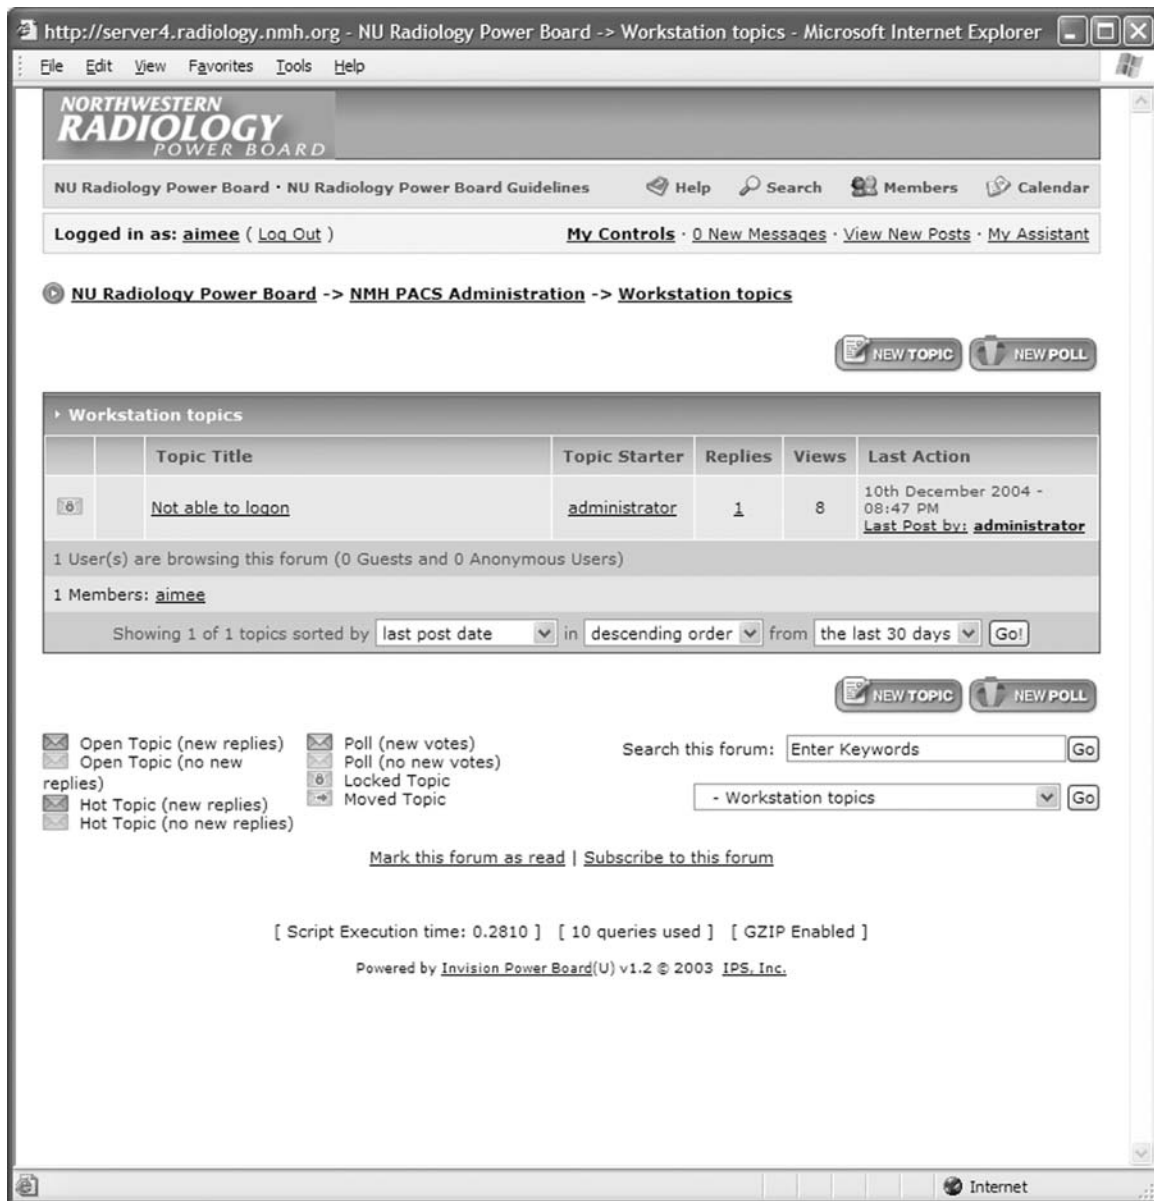 http://server4.radiology.nmh.org - NU Radiology Power Board -> Workstation topics - Microsoft Internet Explorer
File Edit View Favorites Tools Help
NORTHWESTERN
RADIOLOGY
POWER BOARD
NU Radiology Power Board · NU Radiology Power Board Guidelines Help Search Members Calendar
Logged in as: aimee ( Log Out ) My Controls · 0 New Messages · View New Posts · My Assistant
NU Radiology Power Board -> NMH PACS Administration -> Workstation topics
NEW TOPIC NEW POLL
Workstation topics
Topic Title Topic Starter Replies Views Last Action
Not able to logon administrator 1 8 10th December 2004 -
08:47 PM
Last Post by: administrator
1 User(s) are browsing this forum (0 Guests and 0 Anonymous Users)
1 Members: aimee
Showing 1 of 1 topics sorted by last post date in descending order from the last 30 days Go!
NEW TOPIC NEW POLL
Open Topic (new replies)
Open Topic (no new
replies)
Hot Topic (new replies)
Hot Topic (no new replies)
Poll (new votes)
Poll (no new votes)
Locked Topic
Moved Topic
Search this forum: Enter Keywords Go
- Workstation topics Go
Mark this forum as read | Subscribe to this forum
[ Script Execution time: 0.2810 ] [ 10 queries used ] [ GZIP Enabled ]
Powered by Invision Power Board(U) v1.2 © 2003 IPS, Inc.
Internet